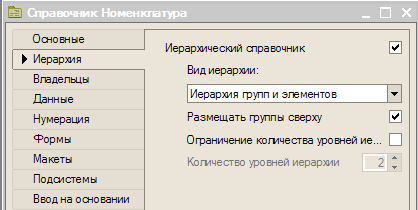 Справочник Номенклатура
Основные
Иерархия
Владельцы
Данные
Нумерация
Формы
Макеты
Подсистемы
Ввод на основании
Иерархический справочник
Вид иерархии:
Иерархия групп и элементов
Размещать группы сверху
Ограничение количества уровней ие...
Количество уровней иерархии
2